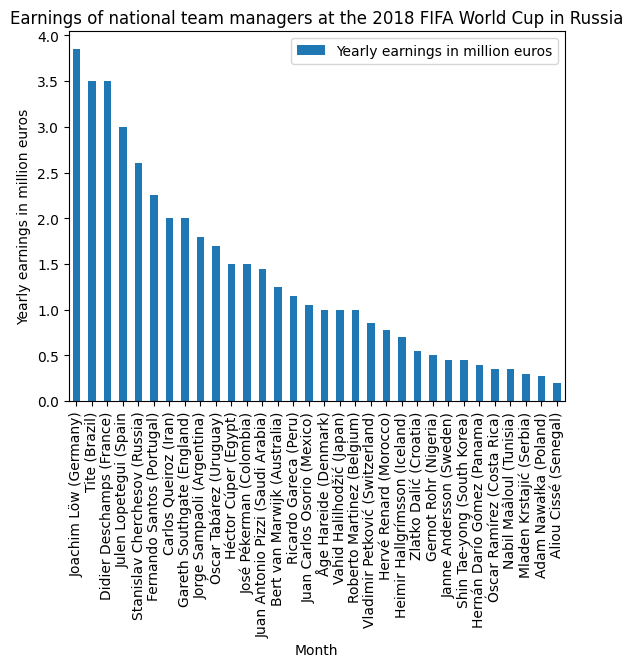 Earnings of national team managers at the 2018 FIFA World Cup in Russia
Yearly earnings in million euros
Yearly earnings in million euros
4.0
3.5
3.0
2.5
2.0
1.5
1.0
0.5
0.0
Joachim Löw (Germany)
Tite (Brazil)
Didier Deschamps (France)
Julen Lopetegui (Spain
Stanislav Cherchesov (Russia)
Fernando Santos (Portugal)
Carlos Queiroz (Iran)
Gareth Southgate (England)
Jorge Sampaoli (Argentina)
Óscar Tabárez (Uruguay)
Héctor Cúper (Egypt)
José Pékerman (Colombia)
Juan Antonio Pizzi (Saudi Arabia)
Bert van Marwijk (Australia)
Ricardo Gareca (Peru)
Juan Carlos Osorio (Mexico)
Åge Hareide (Denmark)
Vahid Halilhodžić (Japan)
Roberto Martinez (Belgium)
Vladimir Petković (Switzerland)
Hervé Renard (Morocco)
Heimir Hallgrímsson (Iceland)
Zlatko Dalić (Croatia)
Gernot Rohr (Nigeria)
Janne Andersson (Sweden)
Shin Tae-yong (South Korea)
Hernán Darío Gómez (Panama)
Óscar Ramírez (Costa Rica)
Nabil Maâloul (Tunisia)
Mladen Krstajić (Serbia)
Adam Nawałka (Poland)
Aliou Cissé (Senegal)
Month